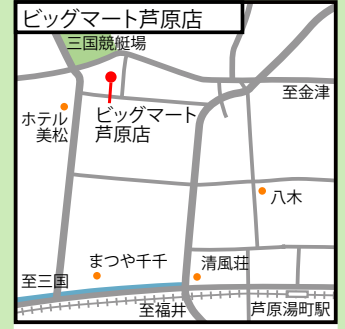 ビッグマート芦原店
三国競艇場
至金津
ホテル
美松
ビッグマート
芦原店
八木
まつや千千
清風荘
至三国
至福井
芦原湯町駅